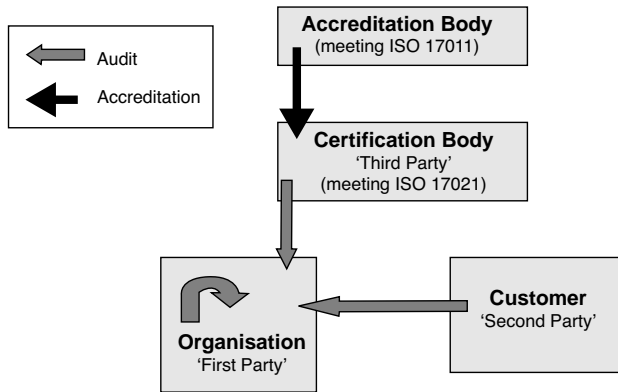 Audit
Accreditation
Accreditation Body
(meeting ISO 17011)
Certification Body
‘Third Party’
(meeting ISO 17021)
Organisation
‘First Party’
Customer
‘Second Party’